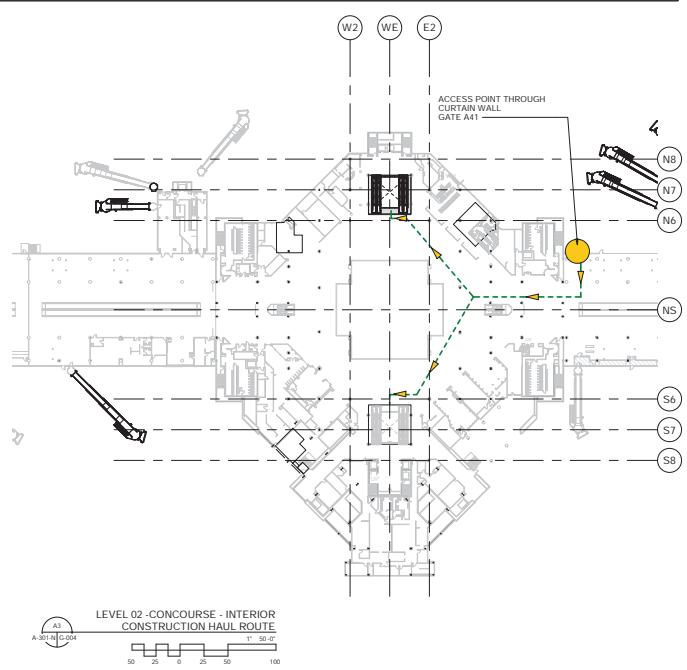 W2 WE E2
ACCESS POINT THROUGH
CURTAIN WALL
GATE A41
N8
N7
N6
NS
S6
S7
S8
A3
A-301-N G-004
LEVEL 02 -CONCOURSE - INTERIOR
CONSTRUCTION HAUL ROUTE
1" 50'-0"
50 25 0 25 50 100